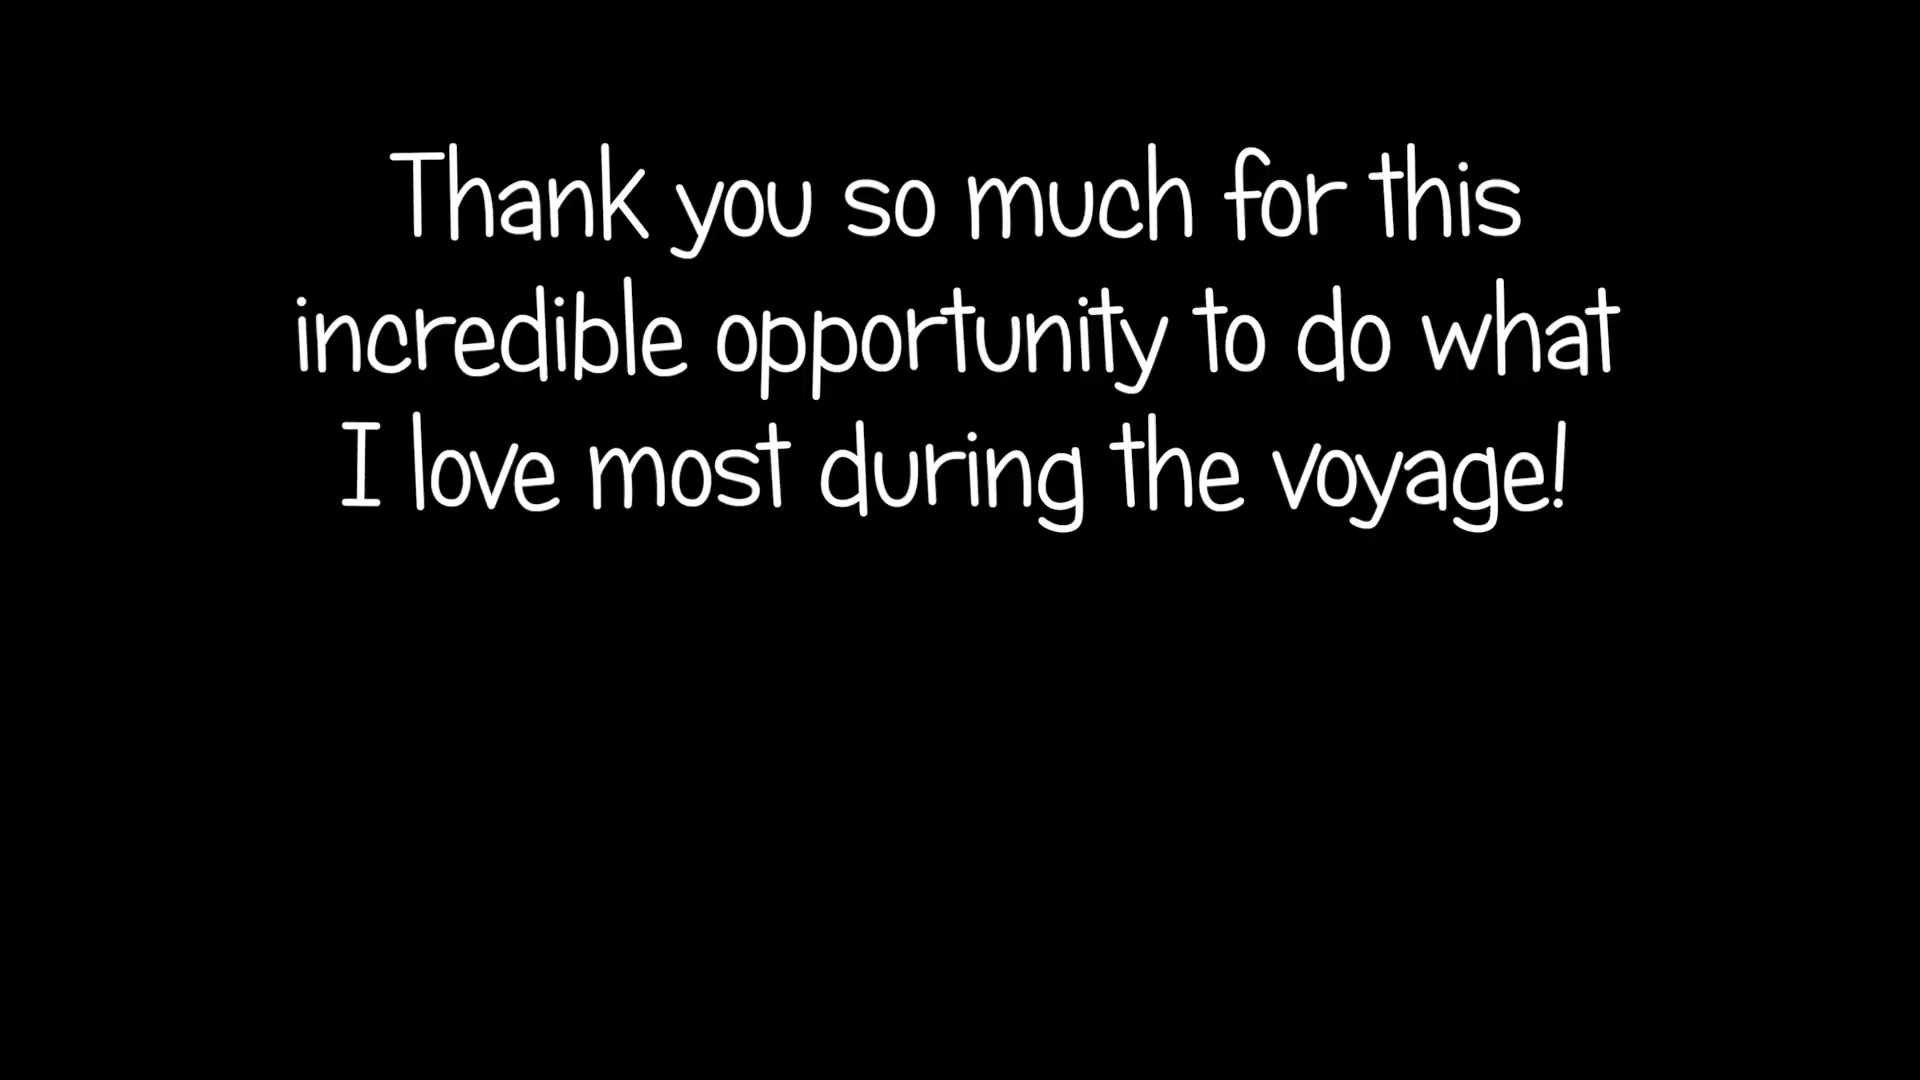 Thank you so much for this
incredible opportunity to do what
I love most during the voyage!